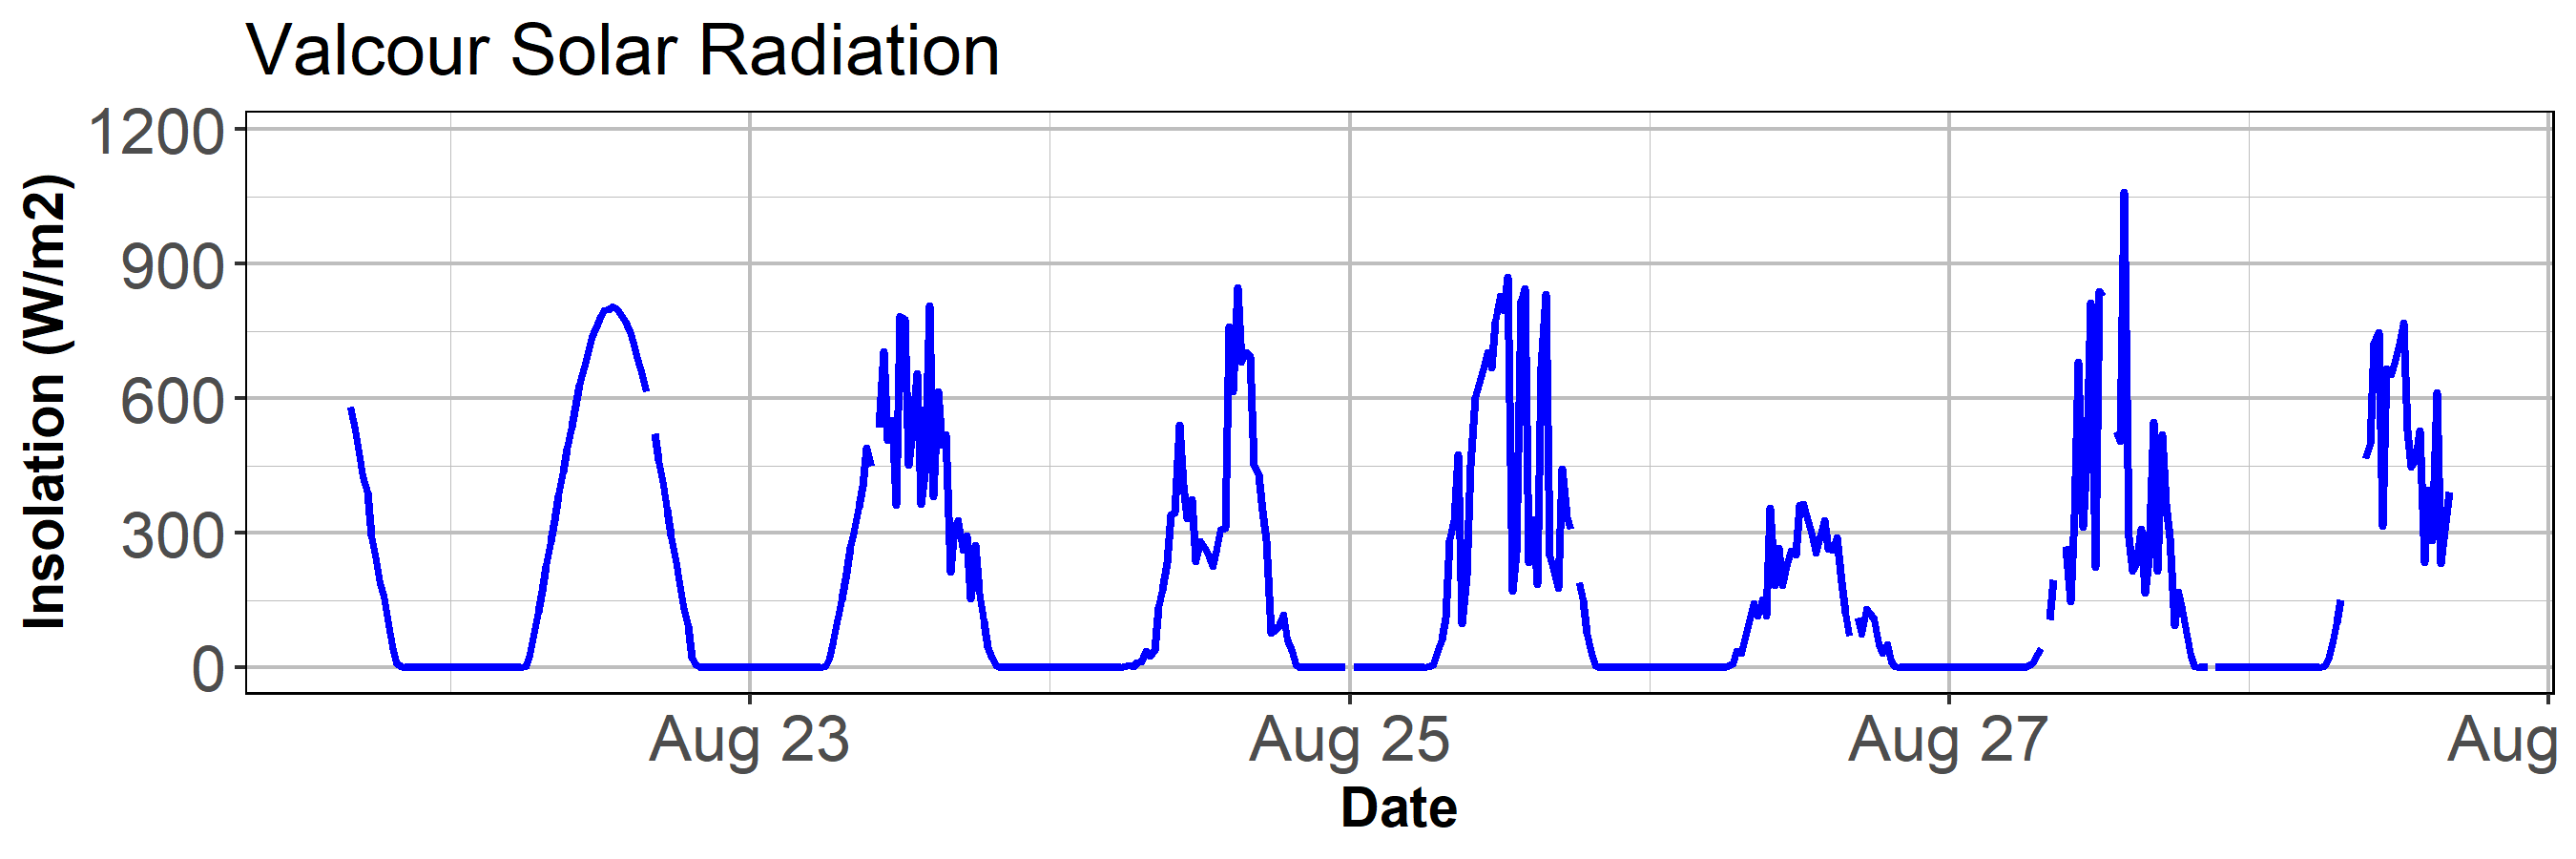 Valcour Solar Radiation
1200
900
600
300
0
Insolation (W/m2)
Aug 23
Aug 25
Aug 27
Aug
Date